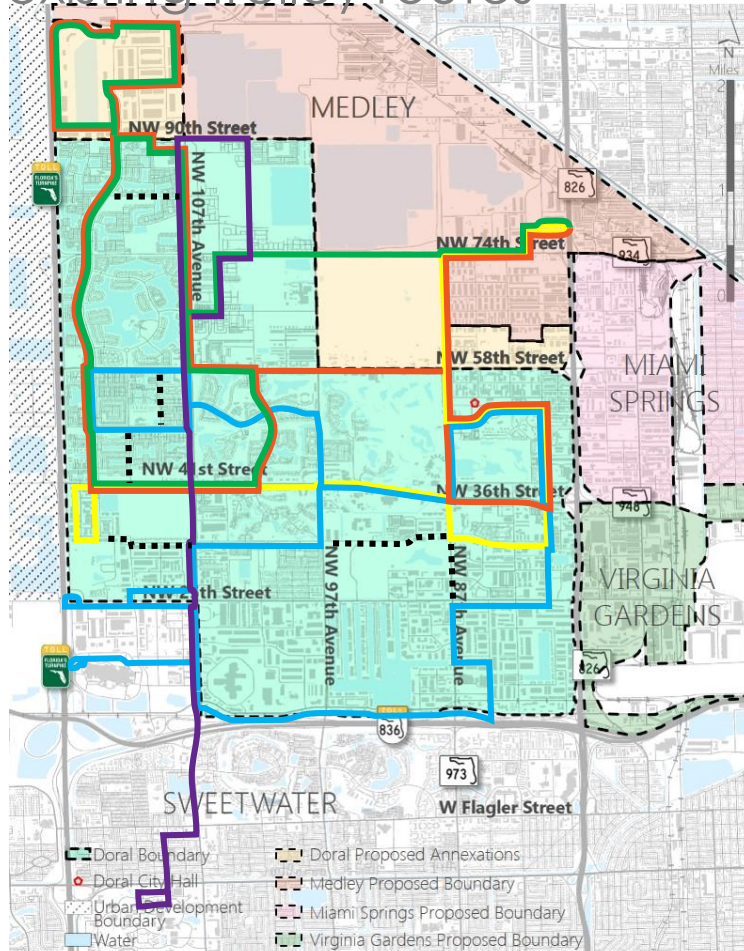 N
Miles
2
MEDLEY
NW 90th Street
TOLL
FLORIDA'S
TURNPIKE
826
NW 107th Avenue
1
NW 74th Street
934
0
NW 58th Street
MIAMI
SPRINGS
NW 41st Street
NW 36th Street
948
VIRGINIA
GARDENS
NW 97th Avenue
NW 87th Avenue
TOLL
FLORIDA'S
TURNPIKE
826
TOLL
836
973
SWEETWATER
W Flagler Street
Doral Boundary
Doral City Hall
Urban Development
Boundary
Water
Doral Proposed Annexations
Medley Proposed Boundary
Miami Springs Proposed Boundary
Virginia Gardens Proposed Boundary